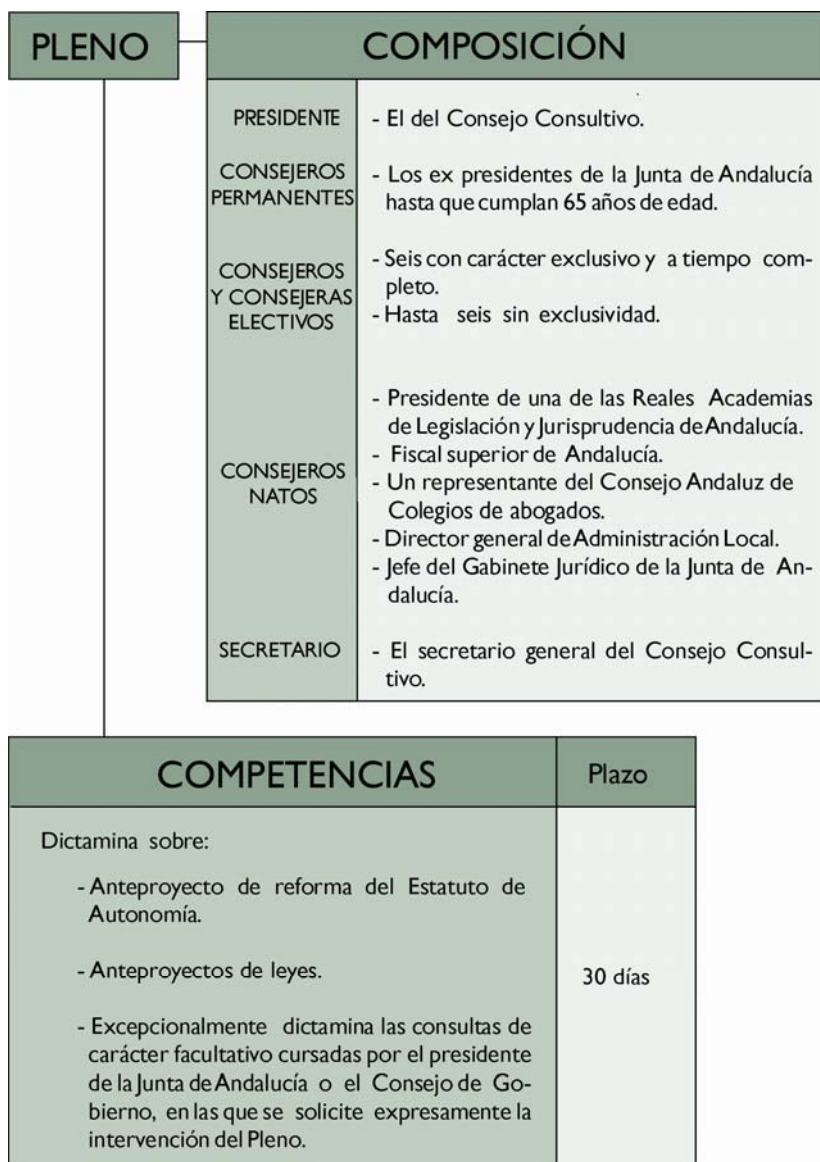 PLENO
COMPOSICIÓN
PRESIDENTE
- El del Consejo Consultivo.
CONSEJEROS
PERMANENTES
- Los ex presidentes de la Junta de Andalucía
hasta que cumplan 65 años de edad.
CONSEJEROS
Y CONSEJERAS
ELECTIVOS
- Seis con carácter exclusivo y a tiempo com-
pleto.
- Hasta seis sin exclusividad.
CONSEJEROS
NATOS
- Presidente de una de las Reales Academias
de Legislación y Jurisprudencia de Andalucía.
- Fiscal superior de Andalucía.
- Un representante del Consejo Andaluz de
Colegios de abogados.
- Director general de Administración Local.
- Jefe del Gabinete Jurídico de la Junta de An-
dalucía.
SECRETARIO
- El secretario general del Consejo Consul-
tivo.
COMPETENCIAS
Plazo
Dictamina sobre:
- Anteproyecto de reforma del Estatuto de
Autonomía.
- Anteproyectos de leyes.
30 días
- Excepcionalmente dictamina las consultas de
carácter facultativo cursadas por el presidente
de la Junta de Andalucía o el Consejo de Go-
bierno, en las que se solicite expresamente la
intervención del Pleno.